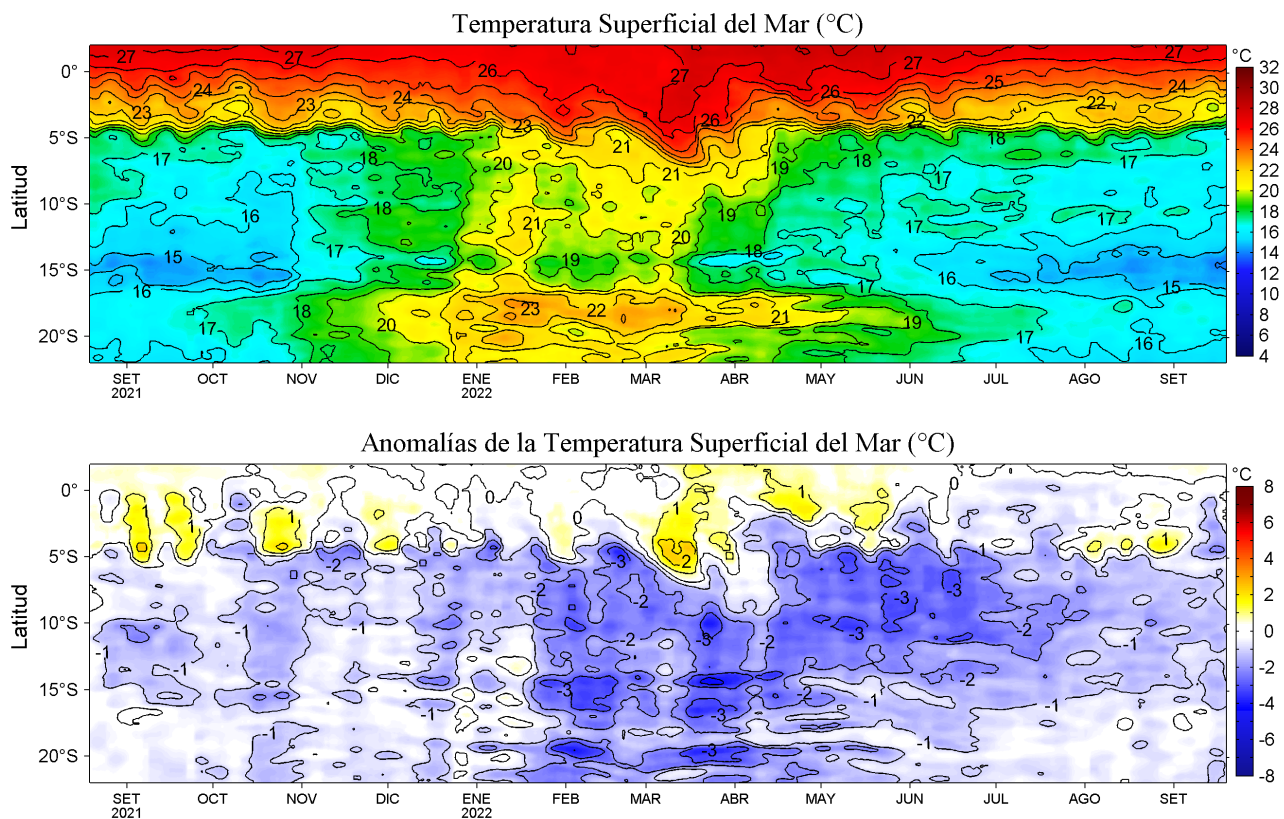 Temperatura Superficial del Mar (°C)
Latitud
0°
5°S
10°S
15°S
20°S
27 27 26 27 27
24 24 26 25 24
23 23 23 26 22 22
17 18 20 21 19 18 18 17
21 17
16 18 21 19 17
17 20 18
15 19 16 15
16 17
17 18 20 23 22 21 19 16
SET OCT NOV DIC ENE FEB MAR ABR MAY JUN JUL AGO SET
2021 2022
°C
32
30
28
26
24
22
20
18
16
14
12
10
8
6
4
Anomalías de la Temperatura Superficial del Mar (°C)
Latitud
0°
5°S
10°S
15°S
20°S
0 0 0
1 1 1 1 1
-2 -3 2
-2 -2 -3 -3
-1 -1 -2 -3 -2 -3 -2
-1 -1 -2
-1 -3 -2 -1 -1
-1 -3 -1
-3
SET OCT NOV DIC ENE FEB MAR ABR MAY JUN JUL AGO SET
2021 2022
°C
8
6
4
2
0
-2
-4
-6
-8